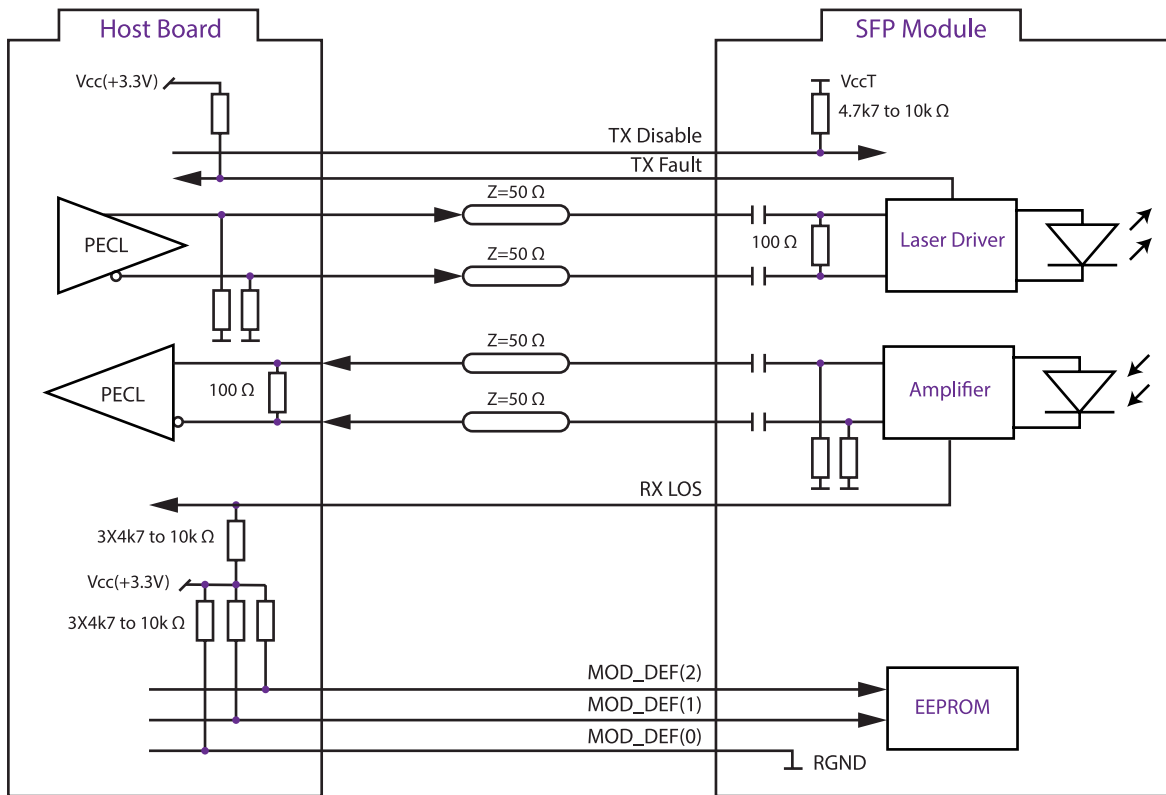 Host Board
SFP Module
Vcc(+3.3V)
VccT
4.7k7 to 10k Ω
TX Disable
TX Fault
Z=50 Ω
PECL
100 Ω
Laser Driver
Z=50 Ω
Z=50 Ω
100 Ω
PECL
Amplifier
Z=50 Ω
RX LOS
3X4k7 to 10k Ω
Vcc(+3.3V)
3X4k7 to 10k Ω
MOD_DEF(2)
MOD_DEF(1)
EEPROM
MOD_DEF(0)
RGND